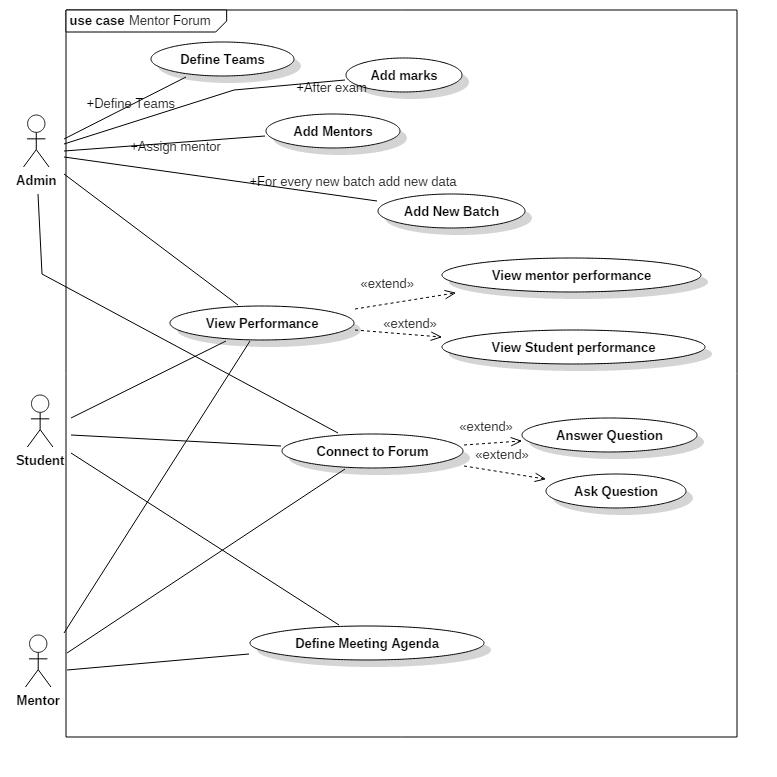 use case Mentor Forum
Define Teams
Add marks
+After exam
+Define Teams
Add Mentors
+Assign mentor
Admin
+For every new batch add new data
Add New Batch
View mentor performance
«extend»
View Performance
«extend»
View Student performance
Student
«extend»
Answer Question
Connect to Forum
«extend»
Ask Question
Define Meeting Agenda
Mentor